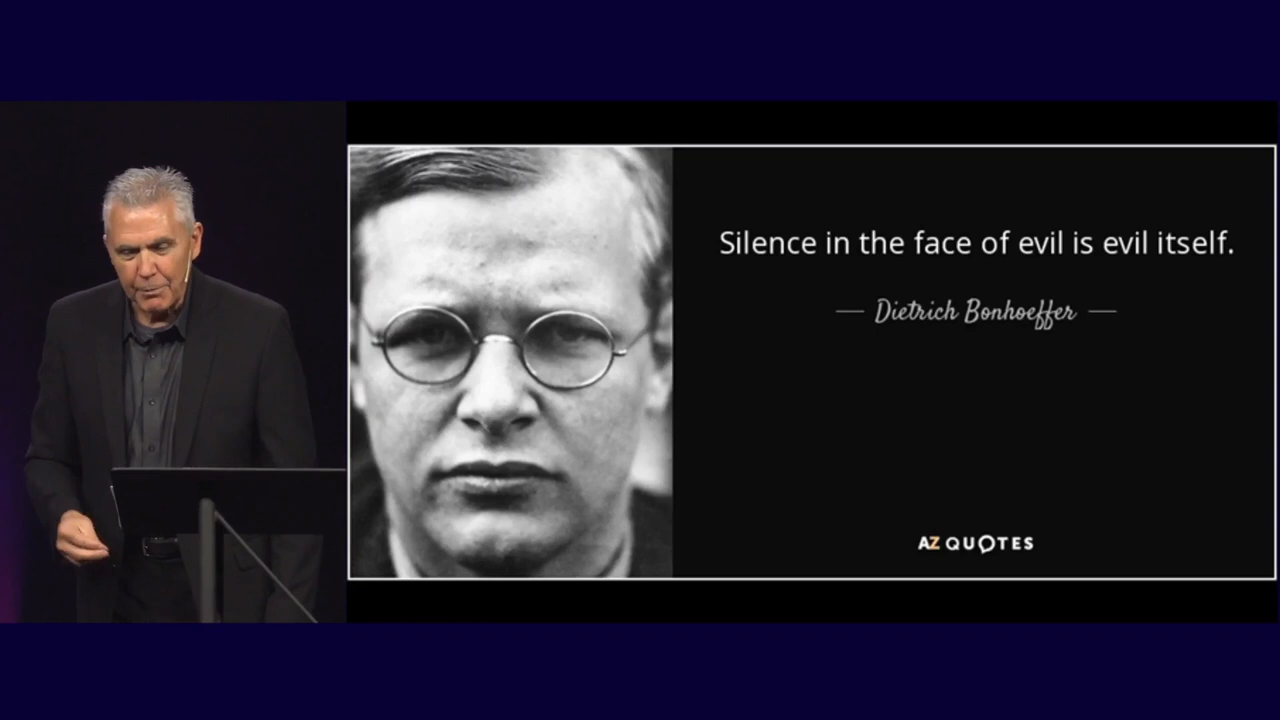 Silence in the face of evil is evil itself.
— Dietrich Bonhoeffer —
AZ QUOTES